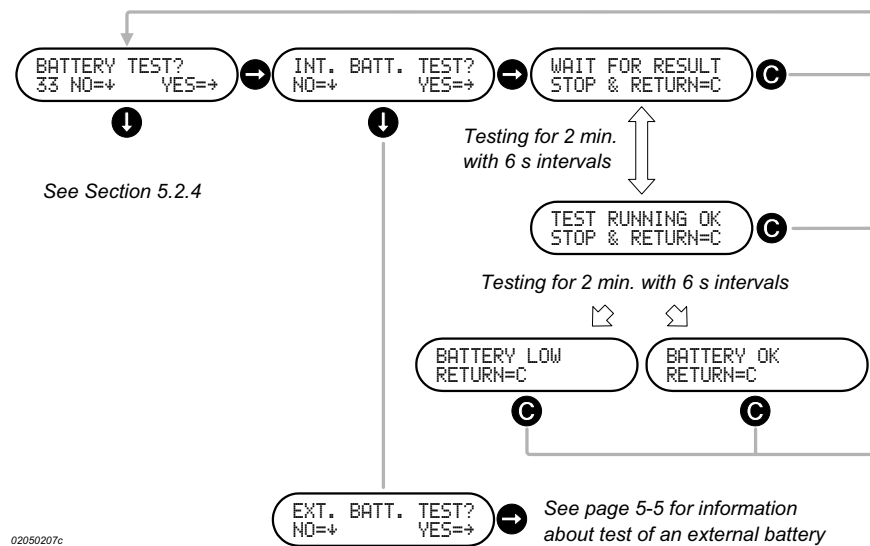 BATTERY TEST?
33 NO=↓ YES=→
INT. BATT. TEST?
NO=↓ YES=→
WAIT FOR RESULT
STOP & RETURN=C
C
See Section 5.2.4
Testing for 2 min.
with 6 s intervals
TEST RUNNING OK
STOP & RETURN=C
C
Testing for 2 min. with 6 s intervals
BATTERY LOW
RETURN=C
BATTERY OK
RETURN=C
C
C
EXT. BATT. TEST?
NO=↓ YES=→
See page 5-5 for information
about test of an external battery
02050207c